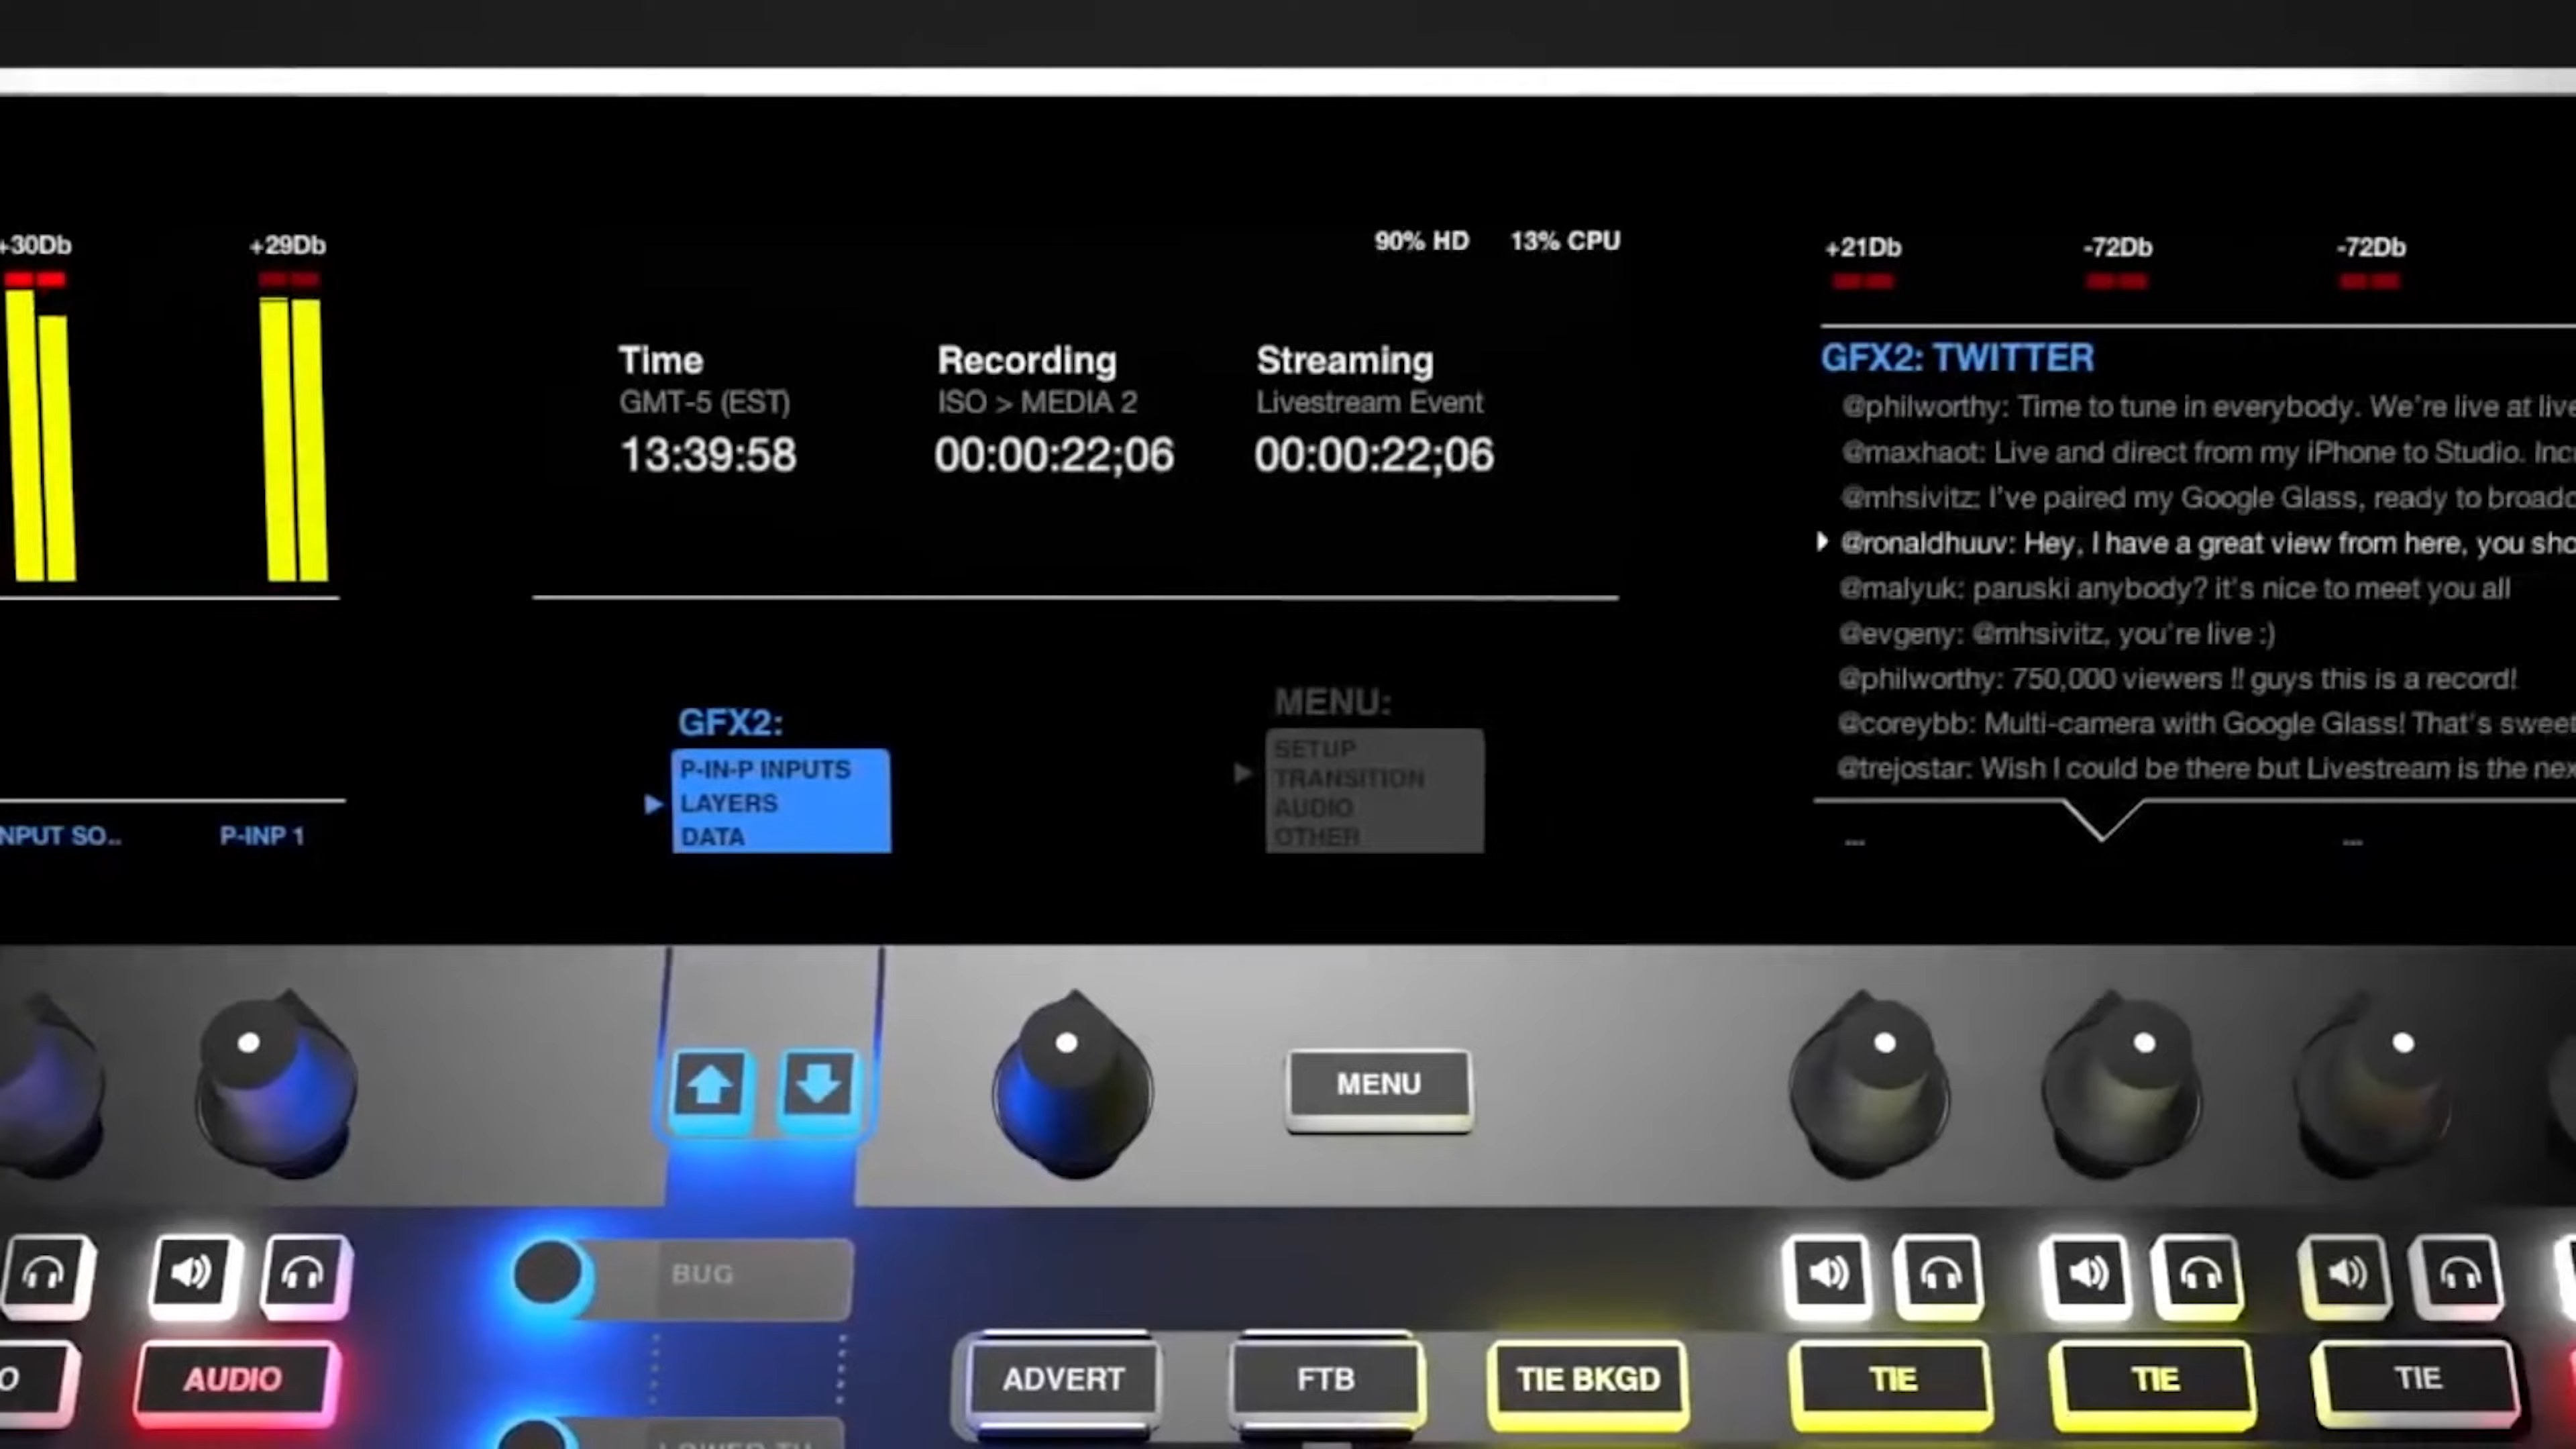 +30Db
+29Db
90% HD
13% CPU
+21Db
-72Db
-72Db
Time
GMT-5 (EST)
13:39:58
Recording
ISO > MEDIA 2
00:00:22;06
Streaming
Livestream Event
00:00:22;06
GFX2: TWITTER
@philworthy: Time to tune in everybody. We're live at live
@maxhaot: Live and direct from my iPhone to Studio. Incr
@mhsivitz: I've paired my Google Glass, ready to broadc
@ronaldhuuv: Hey, I have a great view from here, you sho
@malyuk: paruski anybody? it's nice to meet you all
@evgeny: @mhsivitz, you're live :)
@philworthy: 750,000 viewers !! guys this is a record!
@coreybb: Multi-camera with Google Glass! That's sweet
@trejostar: Wish I could be there but Livestream is the nex
---
---
NPUT SO..
P-INP 1
GFX2:
P-IN-P INPUTS
LAYERS
DATA
MENU:
SETUP
TRANSITION
AUDIO
OTHER
MENU
BUG
O
AUDIO
ADVERT
FTB
TIE BKGD
TIE
TIE
TIE